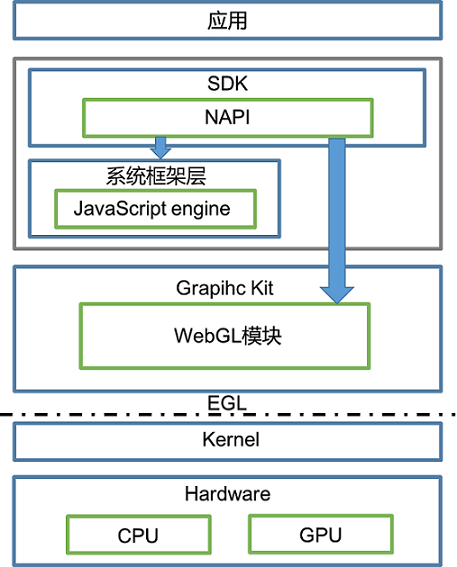 应用
SDK
NAPI
系统框架层
JavaScript engine
Grapihc Kit
WebGL模块
EGL
Kernel
Hardware
CPU
GPU